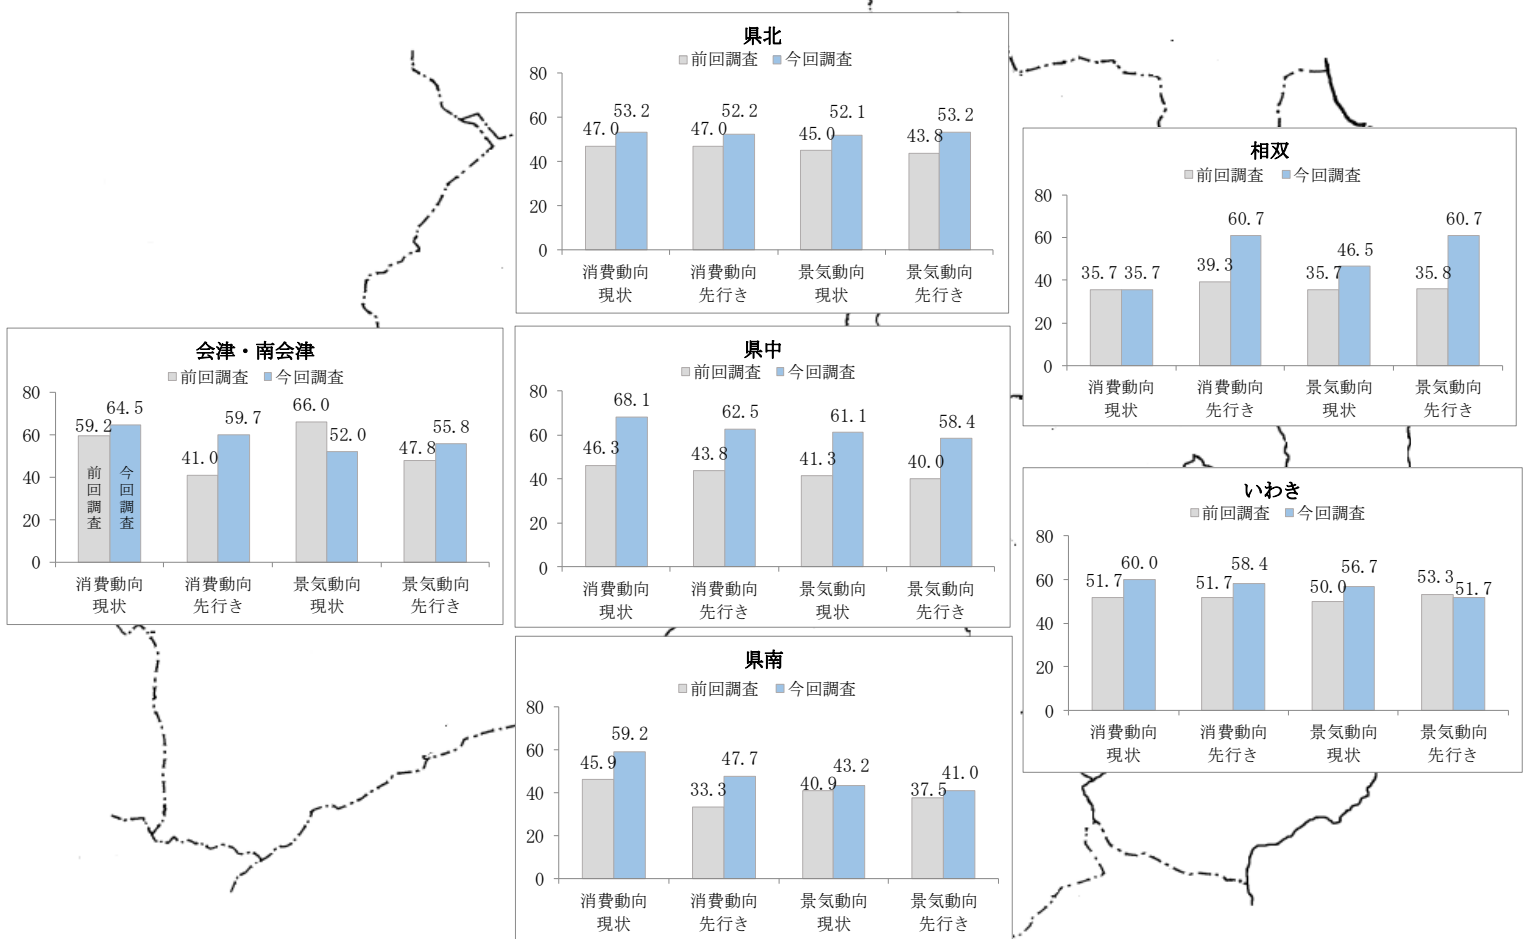 県北
前回調査 今回調査
80
60
40
20
0
47.0 53.2 47.0 52.2 45.0 52.1 43.8 53.2
消費動向 消費動向 景気動向 景気動向
現状 先行き 現状 先行き
相双
前回調査 今回調査
80
60
40
20
0
35.7 35.7 39.3 60.7 35.7 46.5 35.8 60.7
消費動向 消費動向 景気動向 景気動向
現状 先行き 現状 先行き
会津・南会津
前回調査 今回調査
80
60
40
20
0
59.2 64.5 41.0 59.7 66.0 52.0 47.8 55.8
前回調査
今回調査
消費動向 消費動向 景気動向 景気動向
現状 先行き 現状 先行き
県中
前回調査 今回調査
80
60
40
20
0
46.3 68.1 43.8 62.5 41.3 61.1 40.0 58.4
消費動向 消費動向 景気動向 景気動向
現状 先行き 現状 先行き
いわき
前回調査 今回調査
80
60
40
20
0
51.7 60.0 51.7 58.4 50.0 56.7 53.3 51.7
消費動向 消費動向 景気動向 景気動向
現状 先行き 現状 先行き
県南
前回調査 今回調査
80
60
40
20
0
45.9 59.2 33.3 47.7 40.9 43.2 37.5 41.0
消費動向 消費動向 景気動向 景気動向
現状 先行き 現状 先行き